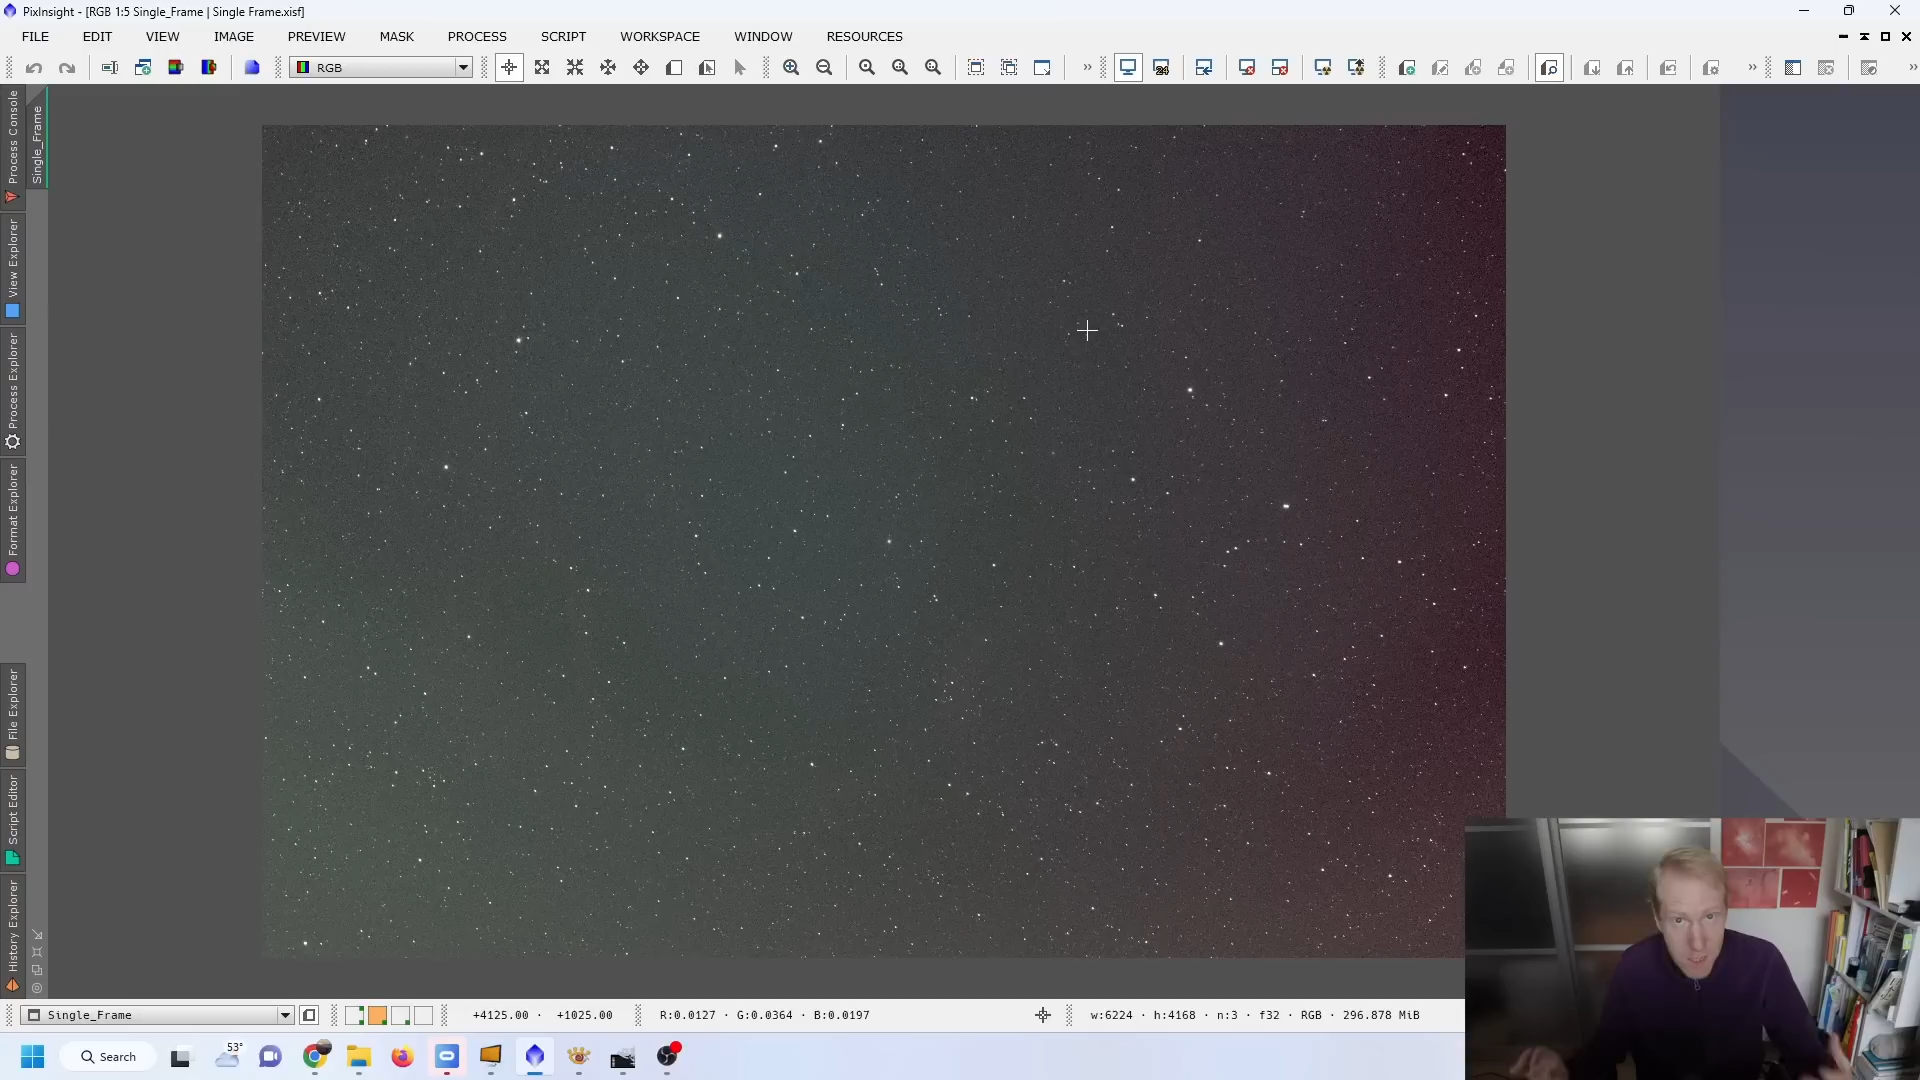 PixInsight - [RGB 1:5 Single_Frame | Single Frame.xisf]
FILE EDIT VIEW IMAGE PREVIEW MASK PROCESS SCRIPT WORKSPACE WINDOW RESOURCES
RGB
24
Process Console
Single_Frame
View Explorer
Process Explorer
Format Explorer
File Explorer
Script Editor
History Explorer
Single_Frame
+4125.00 · +1025.00
R:0.0127 · G:0.0364 · B:0.0197
w:6224 · h:4168 · n:3 · f32 · RGB · 296.878 MiB
Search
53°